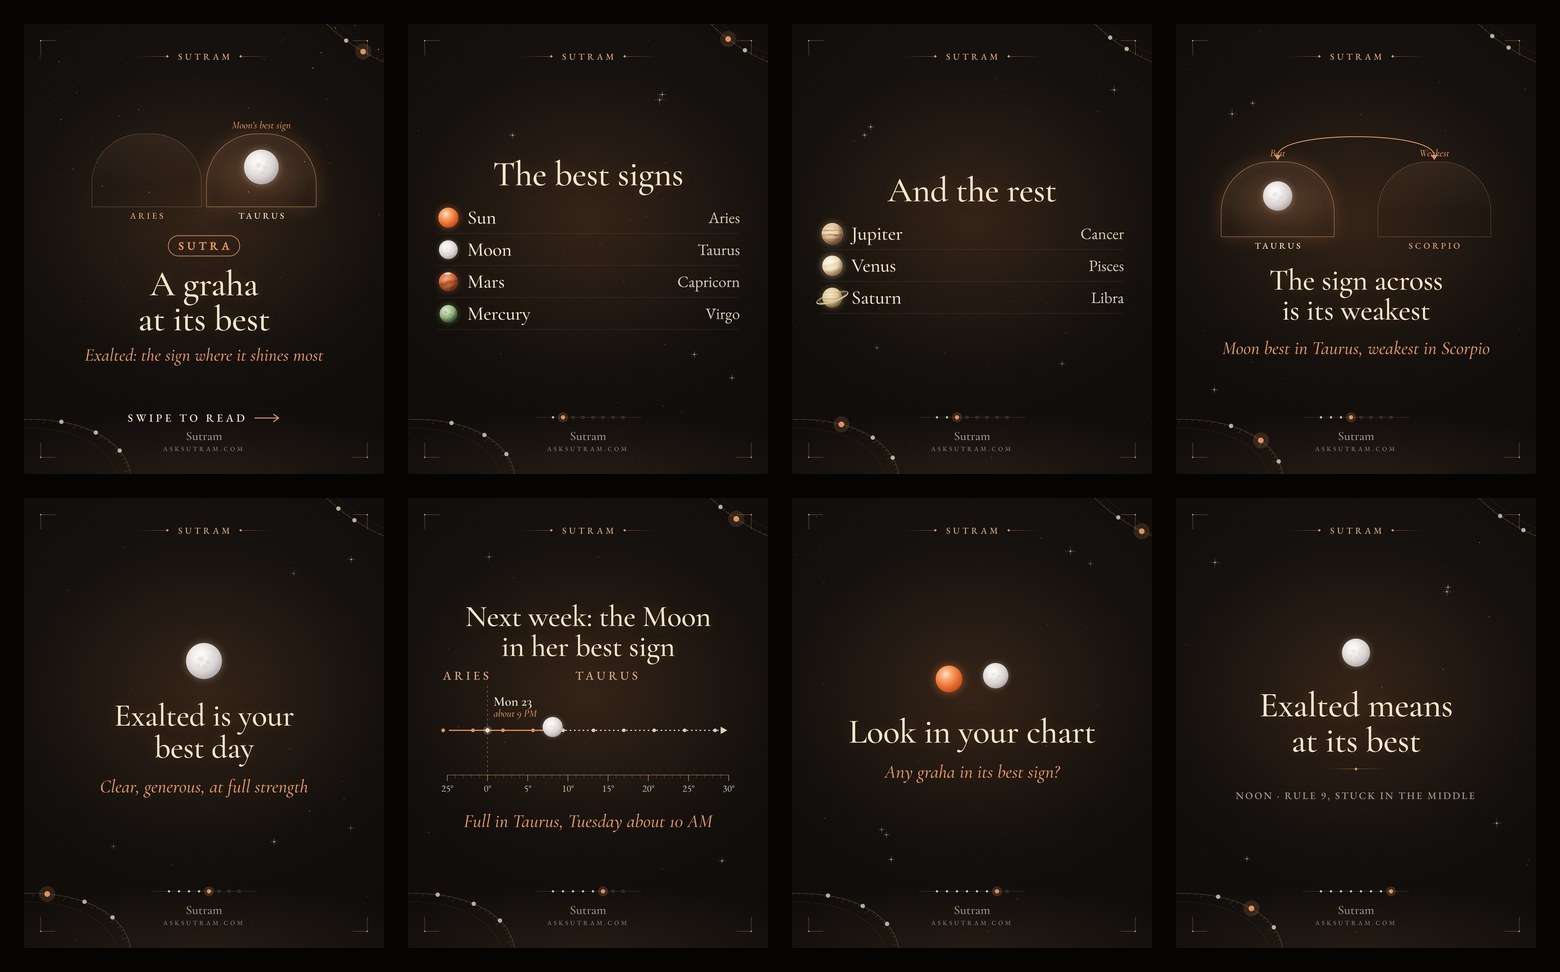 SUTRAM
Moon's best sign
ARIES
TAURUS
SUTRA
A graha
at its best
Exalted: the sign where it shines most
SWIPE TO READ
Sutram
ASKSUTRAM.COM
SUTRAM
The best signs
Sun Aries
Moon Taurus
Mars Capricorn
Mercury Virgo
Sutram
ASKSUTRAM.COM
SUTRAM
And the rest
Jupiter Cancer
Venus Pisces
Saturn Libra
Sutram
ASKSUTRAM.COM
SUTRAM
Best
Weakest
TAURUS
SCORPIO
The sign across
is its weakest
Moon best in Taurus, weakest in Scorpio
Sutram
ASKSUTRAM.COM
SUTRAM
Exalted is your
best day
Clear, generous, at full strength
Sutram
ASKSUTRAM.COM
SUTRAM
Next week: the Moon
in her best sign
ARIES TAURUS
Mon 23
about 9 PM
25° 0° 5° 10° 15° 20° 25° 30°
Full in Taurus, Tuesday about 10 AM
Sutram
ASKSUTRAM.COM
SUTRAM
Look in your chart
Any graha in its best sign?
Sutram
ASKSUTRAM.COM
SUTRAM
Exalted means
at its best
NOON · RULE 9, STUCK IN THE MIDDLE
Sutram
ASKSUTRAM.COM